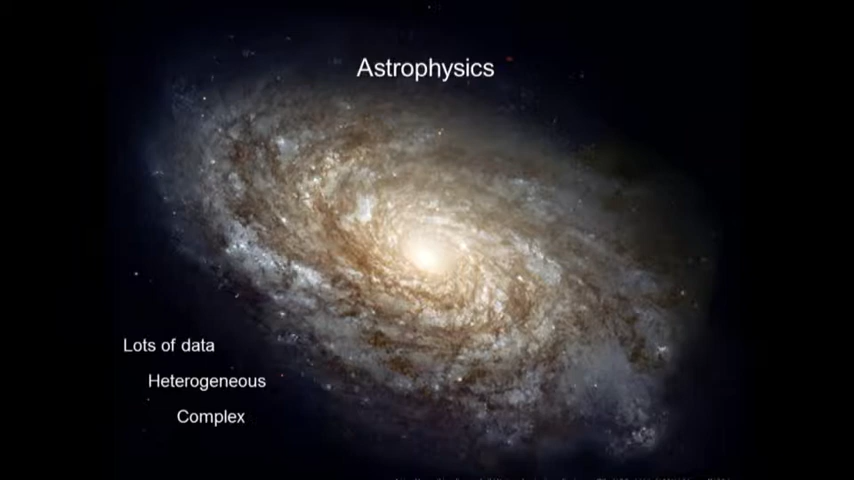 Astrophysics
Lots of data
Heterogeneous
Complex